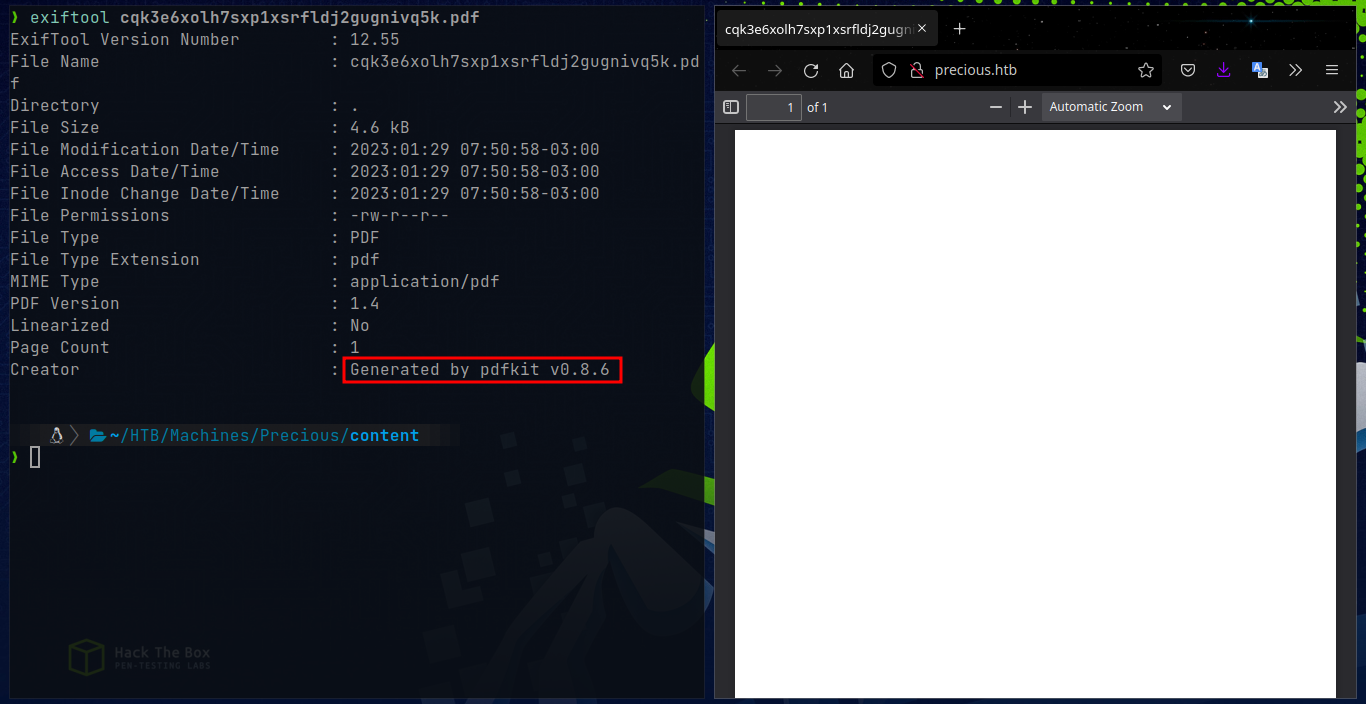 ❯ exiftool cqk3e6xolh7sxp1xsrfldj2gugnivq5k.pdf
ExifTool Version Number : 12.55
File Name : cqk3e6xolh7sxp1xsrfldj2gugnivq5k.pd
f
Directory : .
File Size : 4.6 kB
File Modification Date/Time : 2023:01:29 07:50:58-03:00
File Access Date/Time : 2023:01:29 07:50:58-03:00
File Inode Change Date/Time : 2023:01:29 07:50:58-03:00
File Permissions : -rw-r--r--
File Type : PDF
File Type Extension : pdf
MIME Type : application/pdf
PDF Version : 1.4
Linearized : No
Page Count : 1
Creator : Generated by pdfkit v0.8.6
~/HTB/Machines/Precious/content
❯
Hack The Box
PEN-TESTING LABS
cqk3e6xolh7sxp1xsrfldj2gugni
precious.htb
1 of 1
Automatic Zoom